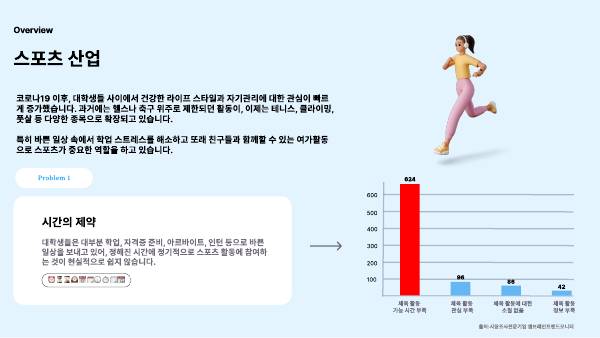 Overview
스포츠 산업
코로나19 이후, 대학생들 사이에서 건강한 라이프 스타일과 자기관리에 대한 관심이 빠르
게 증가했습니다. 과거에는 헬스나 축구 위주로 제한되던 활동이, 이제는 테니스, 클라이밍,
풋살 등 다양한 종목으로 확장되고 있습니다.
특히 바쁜 일상 속에서 학업 스트레스를 해소하고 또래 친구들과 함께할 수 있는 여가활동
으로 스포츠가 중요한 역할을 하고 있습니다.
Problem 1
시간의 제약
대학생들은 대부분 학업, 자격증 준비, 아르바이트, 인턴 등으로 바쁜
일상을 보내고 있어, 정해진 시간에 정기적으로 스포츠 활동에 참여하
는 것이 현실적으로 쉽지 않습니다.
624
600
500
400
300
200
100
96
86
42
체육 활동
가능 시간 부족
체육 활동
관심 부족
체육 활동에 대한
소질 없음
체육 활동
정보 부족
출처:시장조사전문기업 엠브레인트렌드모니터